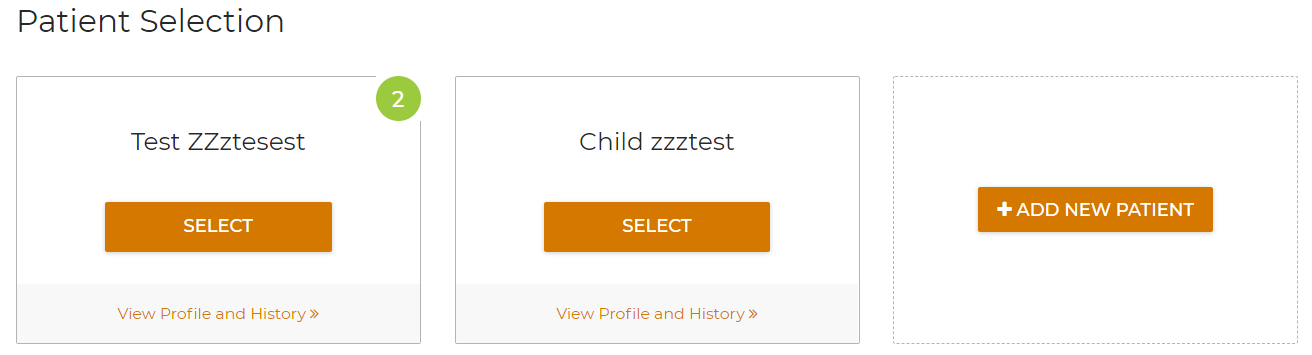 Patient Selection
2
Test ZZztesest
SELECT
View Profile and History »
Child zzztest
SELECT
View Profile and History »
+ ADD NEW PATIENT